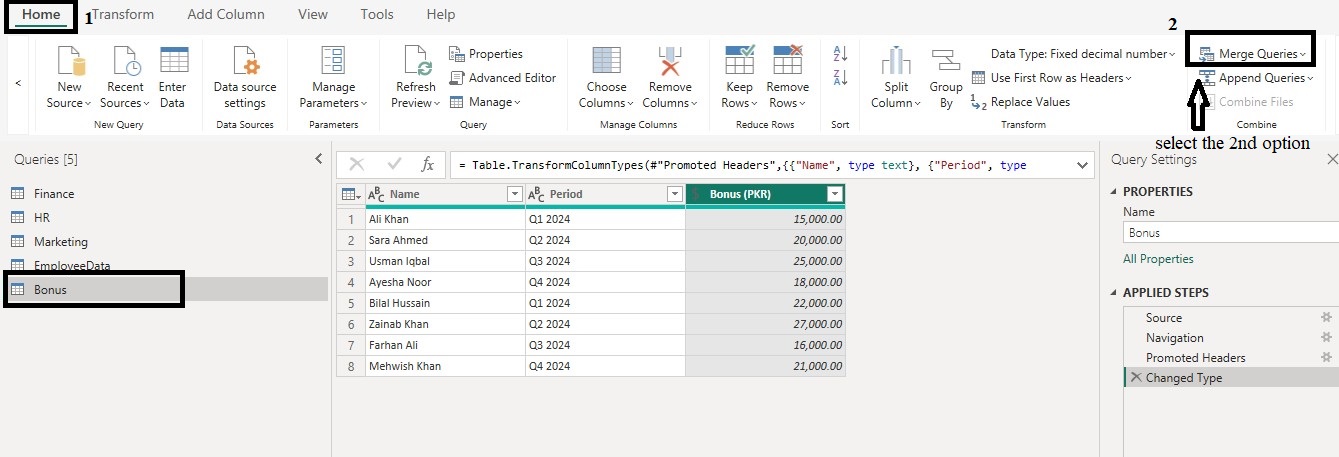 Home 1 Transform Add Column View Tools Help
2
New Source
Recent Sources
Enter Data
New Query
Data source settings
Data Sources
Manage Parameters
Parameters
Refresh Preview
Properties
Advanced Editor
Manage
Query
Choose Columns
Remove Columns
Manage Columns
Keep Rows
Remove Rows
Reduce Rows
A Z
Z A
Sort
Split Column
Group By
Data Type: Fixed decimal number
Use First Row as Headers
1 2 Replace Values
Transform
Merge Queries
Append Queries
Combine Files
Combine
select the 2nd option
Queries [5]
Finance
HR
Marketing
EmployeeData
Bonus
fx = Table.TransformColumnTypes(#"Promoted Headers",{{"Name", type text}, {"Period", type
ABC Name ABC Period $ Bonus (PKR)
1 Ali Khan Q1 2024 15,000.00
2 Sara Ahmed Q2 2024 20,000.00
3 Usman Iqbal Q3 2024 25,000.00
4 Ayesha Noor Q4 2024 18,000.00
5 Bilal Hussain Q1 2024 22,000.00
6 Zainab Khan Q2 2024 27,000.00
7 Farhan Ali Q3 2024 16,000.00
8 Mehwish Khan Q4 2024 21,000.00
Query Settings
PROPERTIES
Name
Bonus
All Properties
APPLIED STEPS
Source
Navigation
Promoted Headers
Changed Type